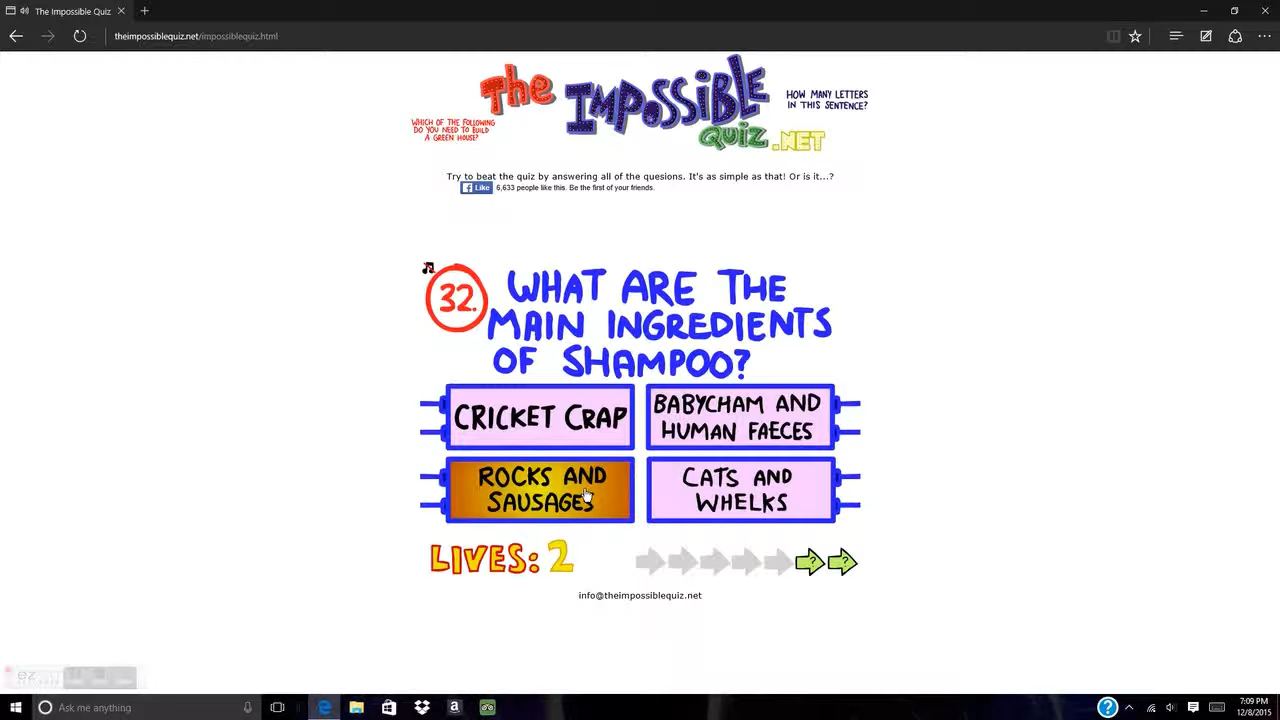 The Impossible Quiz
theimpossiblequiz.net/impossiblequiz.html
The IMPOSSIBLE QUIZ .NET
WHICH OF THE FOLLOWING
DO YOU NEED TO BUILD
A GREEN HOUSE?
HOW MANY LETTERS
IN THIS SENTENCE?
Try to beat the quiz by answering all of the quesions. It's as simple as that! Or is it...?
Like 6,633 people like this. Be the first of your friends.
32. WHAT ARE THE
MAIN INGREDIENTS
OF SHAMPOO?
CRICKET CRAP
BABYCHAM AND
HUMAN FAECES
ROCKS AND
SAUSAGES
CATS AND
WHELKS
LIVES: 2
? ?
info@theimpossiblequiz.net
Ask me anything
7:09 PM
12/8/2015